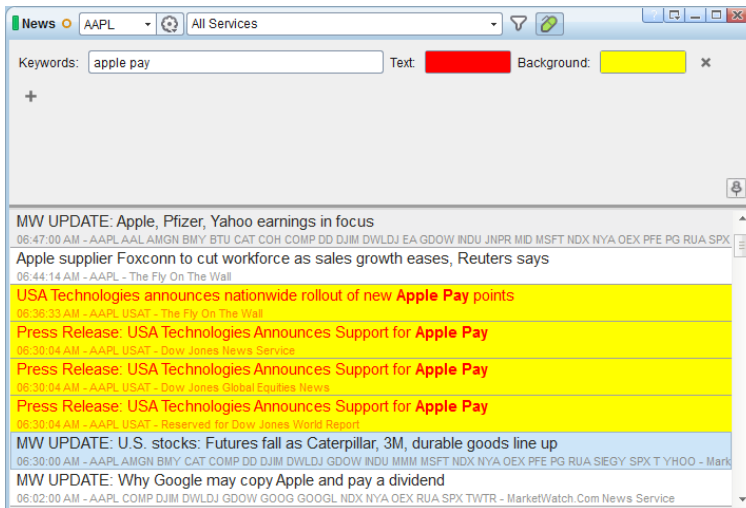 News AAPL All Services
Keywords: apple pay Text: Background:
MW UPDATE: Apple, Pfizer, Yahoo earnings in focus
06:47:00 AM - AAPL AAL AMGN BMY BTU CAT COH COMP DD DJIM DWLDJ EA GDOW INDU JNPR MID MSFT NDX NYA OEX PFE PG RUA SPX
Apple supplier Foxconn to cut workforce as sales growth eases, Reuters says
06:44:14 AM - AAPL - The Fly On The Wall
USA Technologies announces nationwide rollout of new Apple Pay points
06:36:33 AM - AAPL USAT - The Fly On The Wall
Press Release: USA Technologies Announces Support for Apple Pay
06:30:04 AM - AAPL USAT - Dow Jones News Service
Press Release: USA Technologies Announces Support for Apple Pay
06:30:04 AM - AAPL USAT - Dow Jones Global Equities News
Press Release: USA Technologies Announces Support for Apple Pay
06:30:04 AM - AAPL USAT - Reserved for Dow Jones World Report
MW UPDATE: U.S. stocks: Futures fall as Caterpillar, 3M, durable goods line up
06:30:00 AM - AAPL AMGN BMY CAT COMP DD DJIM DWLDJ GDOW INDU MMM MSFT NDX NYA OEX PFE PG RUA SIEGY SPX T YHOO - Mark
MW UPDATE: Why Google may copy Apple and pay a dividend
06:02:00 AM - AAPL COMP DJIM DWLDJ GDOW GOOG GOOGL NDX NYA OEX RUA SPX TWTR - MarketWatch.Com News Service